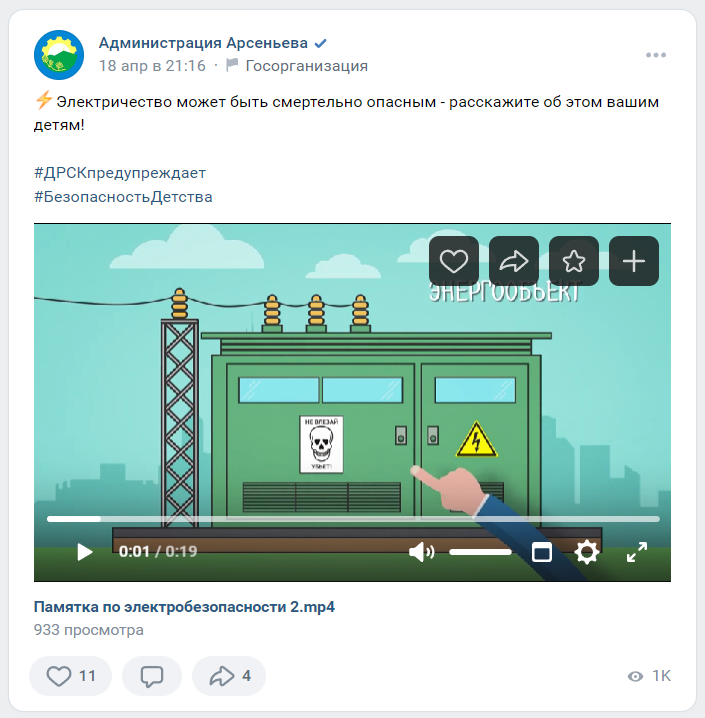 Администрация Арсеньева
18 апр в 21:16 · Госорганизация
⚡Электричество может быть смертельно опасным - расскажите об этом вашим
детям!
#ДРСКпредупреждает
#БезопасностьДетства
ЭНЕРГООБЪЕКТ
НЕ ВЛЕЗАЙ
УБЬЕТ!
0:01 / 0:19
Памятка по электробезопасности 2.mp4
933 просмотра
11
4
1K